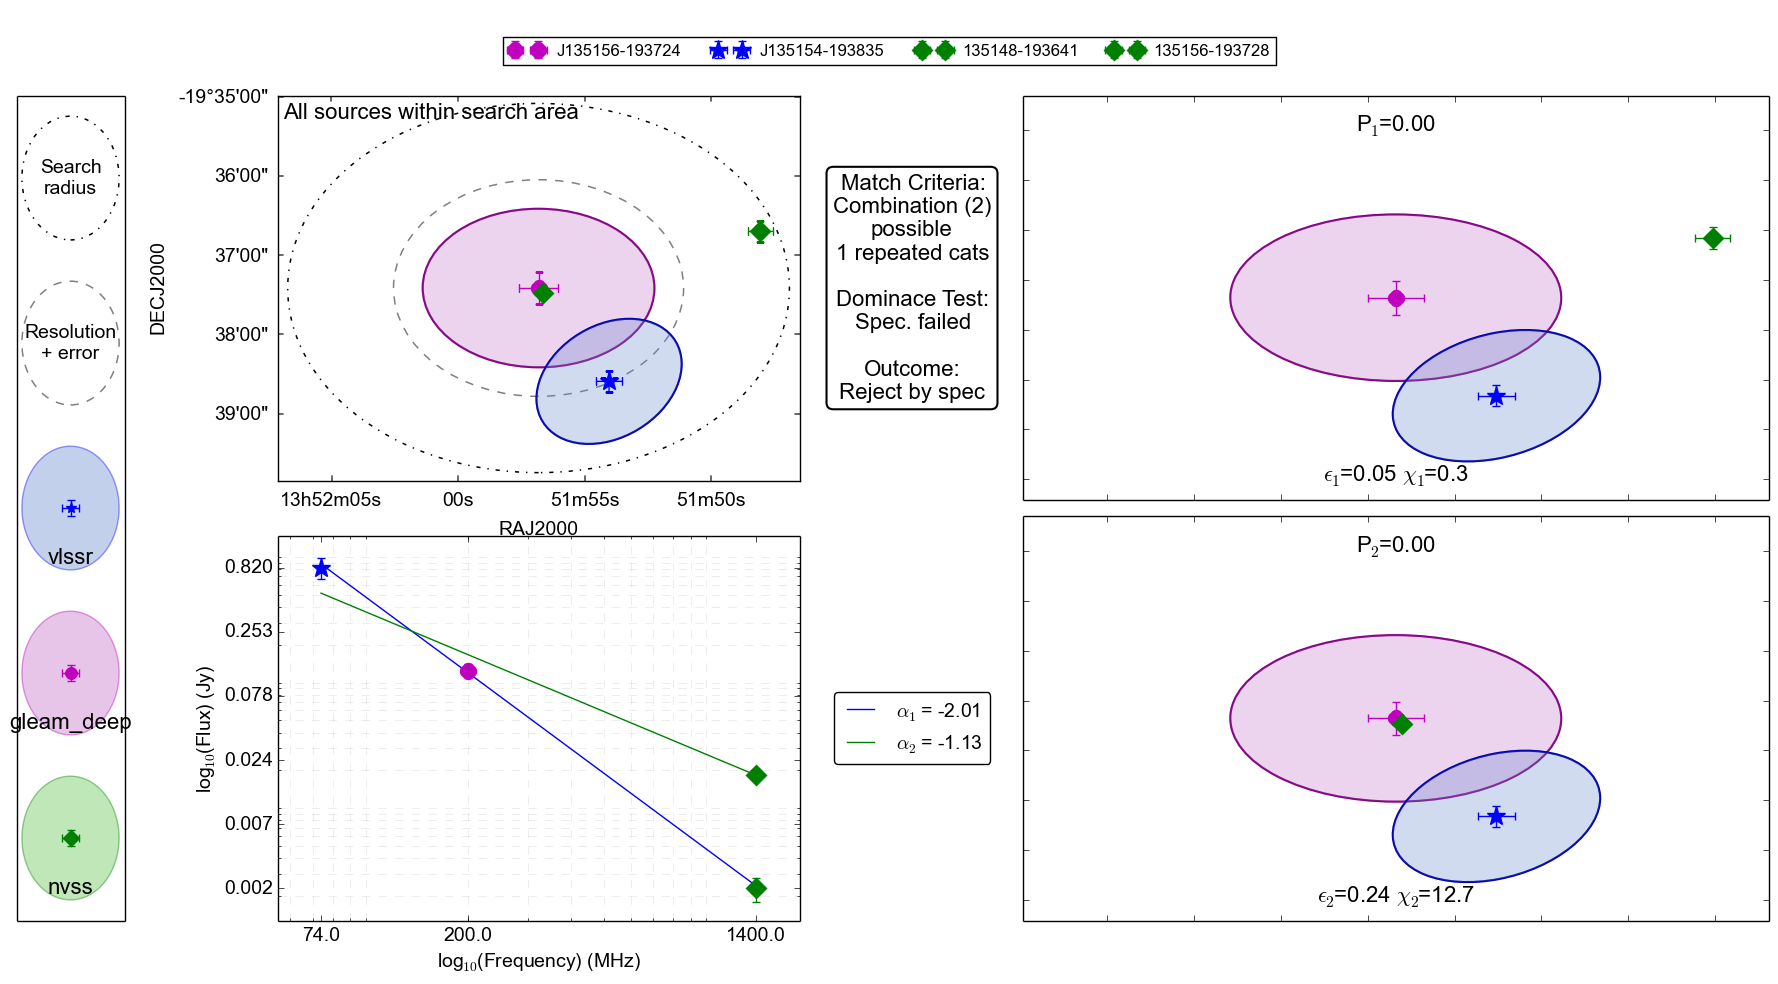 J135156-193724 J135154-193835 135148-193641 135156-193728
Search
radius
Resolution
+ error
vlssr
gleam_deep
nvss
All sources within search area
DECJ2000
-19°35'00"
36'00"
37'00"
38'00"
39'00"
13h52m05s 00s 51m55s 51m50s
RAJ2000
Match Criteria:
Combination (2)
possible
1 repeated cats
Dominace Test:
Spec. failed
Outcome:
Reject by spec
P₁=0.00
ϵ₁=0.05 χ₁=0.3
log₁₀(Flux) (Jy)
0.820
0.253
0.078
0.024
0.007
0.002
74.0 200.0 1400.0
log₁₀(Frequency) (MHz)
α₁ = -2.01
α₂ = -1.13
P₂=0.00
ϵ₂=0.24 χ₂=12.7